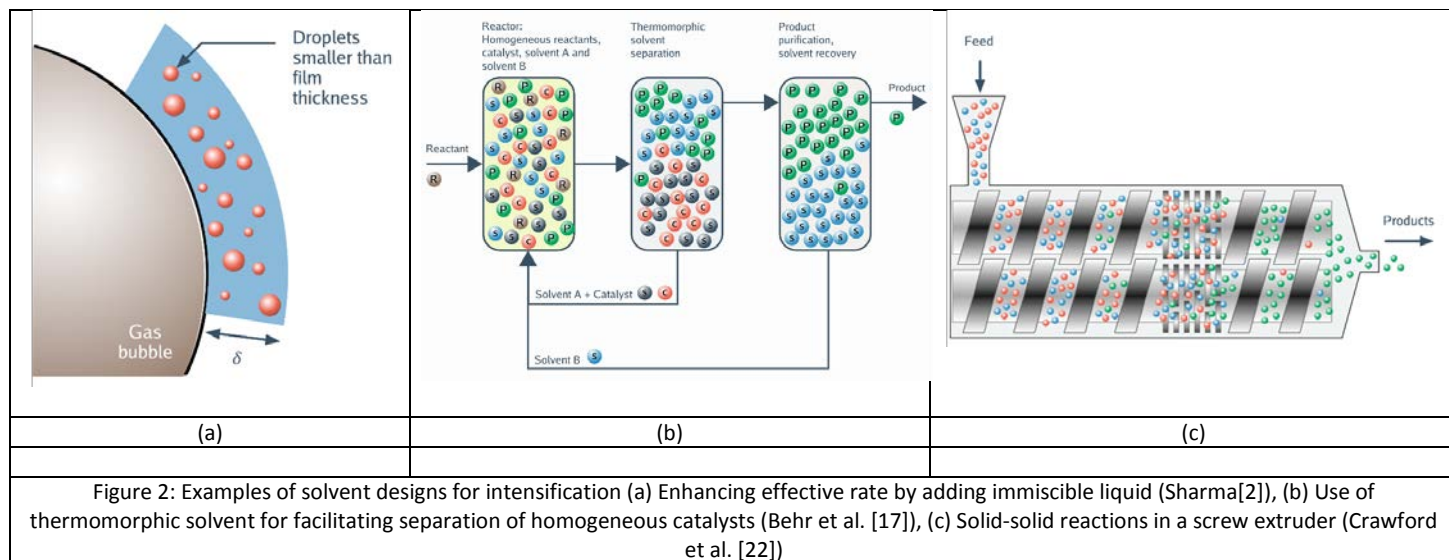 Droplets
smaller than
film
thickness
Gas
bubble
δ
(a)
Reactor:
Homogeneous reactants,
catalyst, solvent A and
solvent B
Thermomorphic
solvent
separation
Product
purification,
solvent recovery
Reactant
R
Product
P
Solvent A + Catalyst S C
Solvent B S
(b)
Feed
Products
(c)
Figure 2: Examples of solvent designs for intensification (a) Enhancing effective rate by adding immiscible liquid (Sharma[2]), (b) Use of
thermomorphic solvent for facilitating separation of homogeneous catalysts (Behr et al. [17]), (c) Solid-solid reactions in a screw extruder (Crawford
et al. [22])